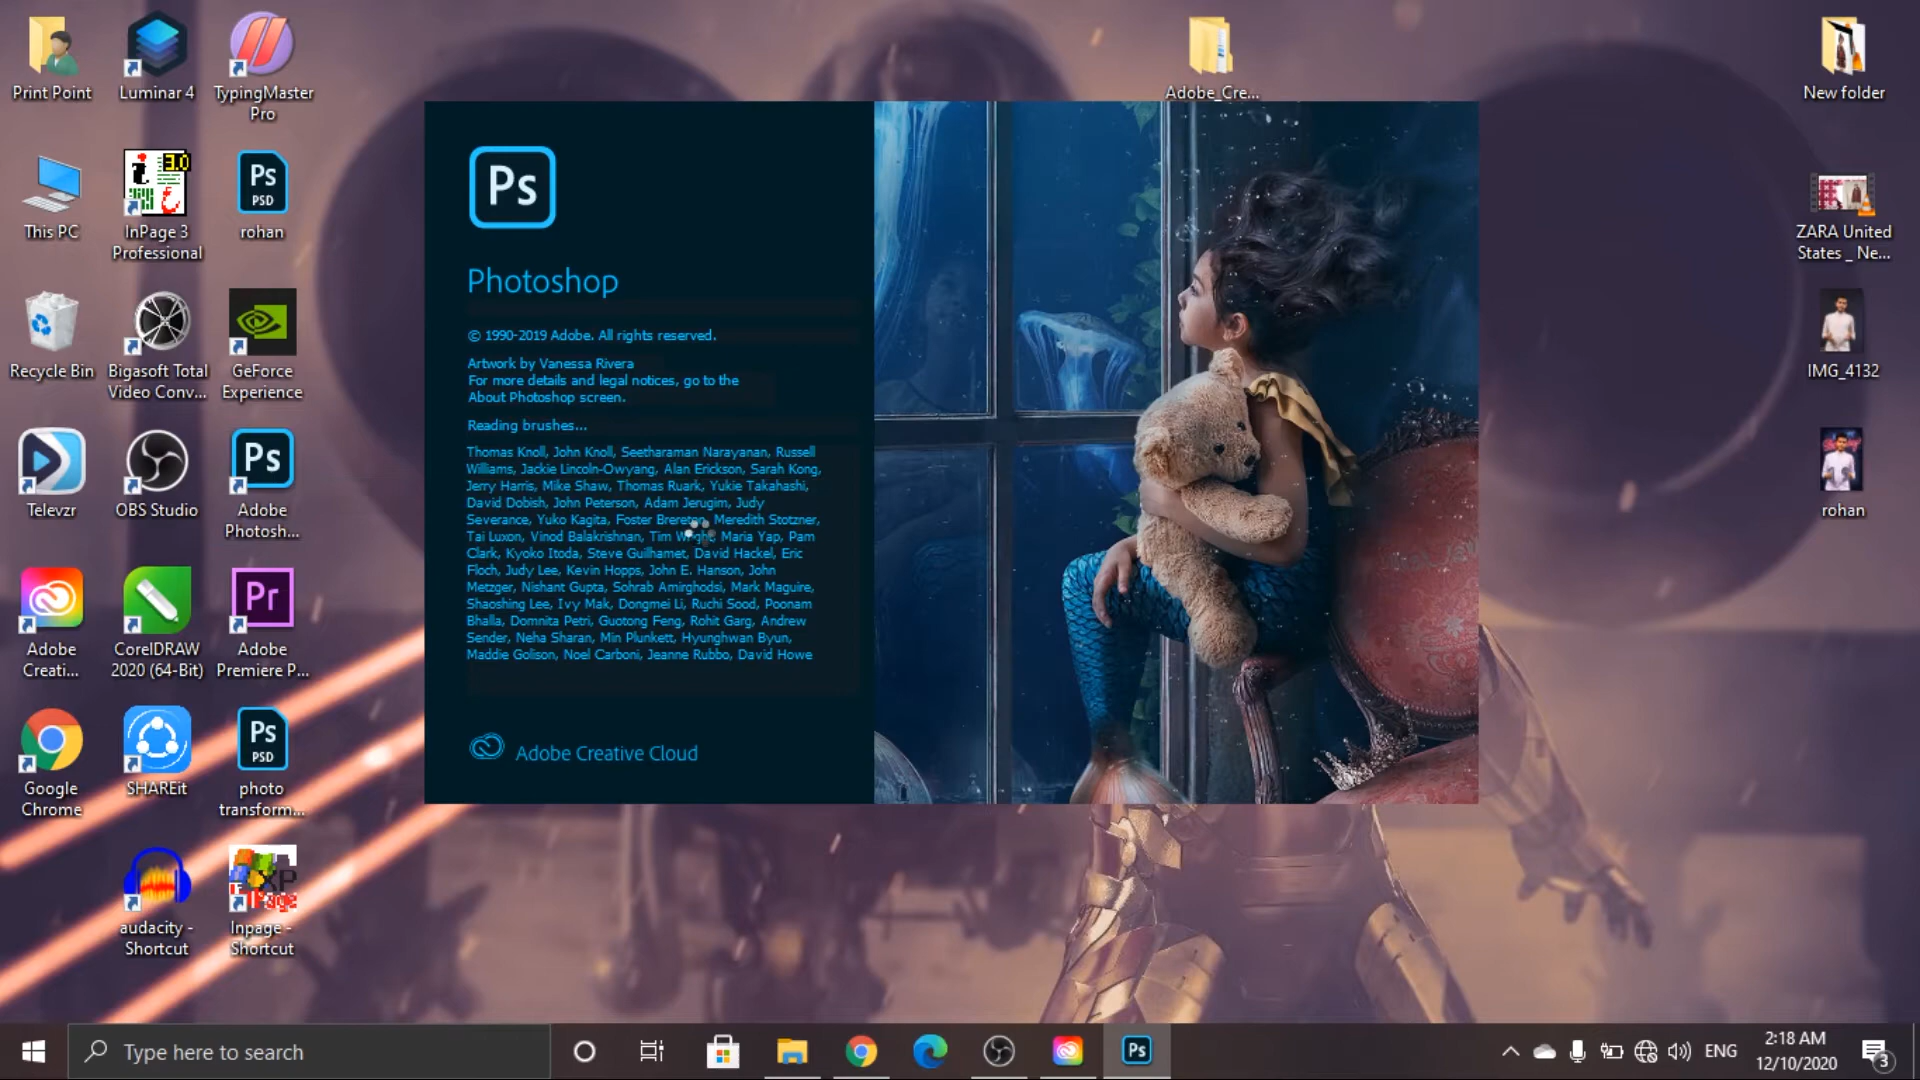 Print Point
Luminar 4
TypingMaster
Pro
Adobe_Cre...
New folder
3.0
Ps
PSD
This PC
InPage 3
Professional
rohan
ZARA United
States _ Ne...
Recycle Bin
Bigasoft Total
Video Conv...
GeForce
Experience
IMG_4132
Ps
Televzr
OBS Studio
Adobe
Photosh...
rohan
Pr
Adobe
Creati...
CorelDRAW
2020 (64-Bit)
Adobe
Premiere P...
Ps
PSD
Google
Chrome
SHAREit
photo
transform...
XP
audacity -
Shortcut
Inpage -
Shortcut
Ps
Photoshop
© 1990-2019 Adobe. All rights reserved.
Artwork by Vanessa Rivera
For more details and legal notices, go to the
About Photoshop screen.
Reading brushes...
Thomas Knoll, John Knoll, Seetharaman Narayanan, Russell
Williams, Jackie Lincoln-Owyang, Alan Erickson, Sarah Kong,
Jerry Harris, Mike Shaw, Thomas Ruark, Yukie Takahashi,
David Dobish, John Peterson, Adam Jerugim, Judy
Severance, Yuko Kagita, Foster Brereton, Meredith Stotzner,
Tai Luxon, Vinod Balakrishnan, Tim Wright, Maria Yap, Pam
Clark, Kyoko Itoda, Steve Guilhamet, David Hackel, Eric
Floch, Judy Lee, Kevin Hopps, John E. Hanson, John
Metzger, Nishant Gupta, Sohrab Amirghodsi, Mark Maguire,
Shaoshing Lee, Ivy Mak, Dongmei Li, Ruchi Sood, Poonam
Bhalla, Domnita Petri, Guotong Feng, Rohit Garg, Andrew
Sender, Neha Sharan, Min Plunkett, Hyunghwan Byun,
Maddie Golison, Noel Carboni, Jeanne Rubbo, David Howe
Adobe Creative Cloud
Type here to search
Ps
ENG
2:18 AM
12/10/2020
3